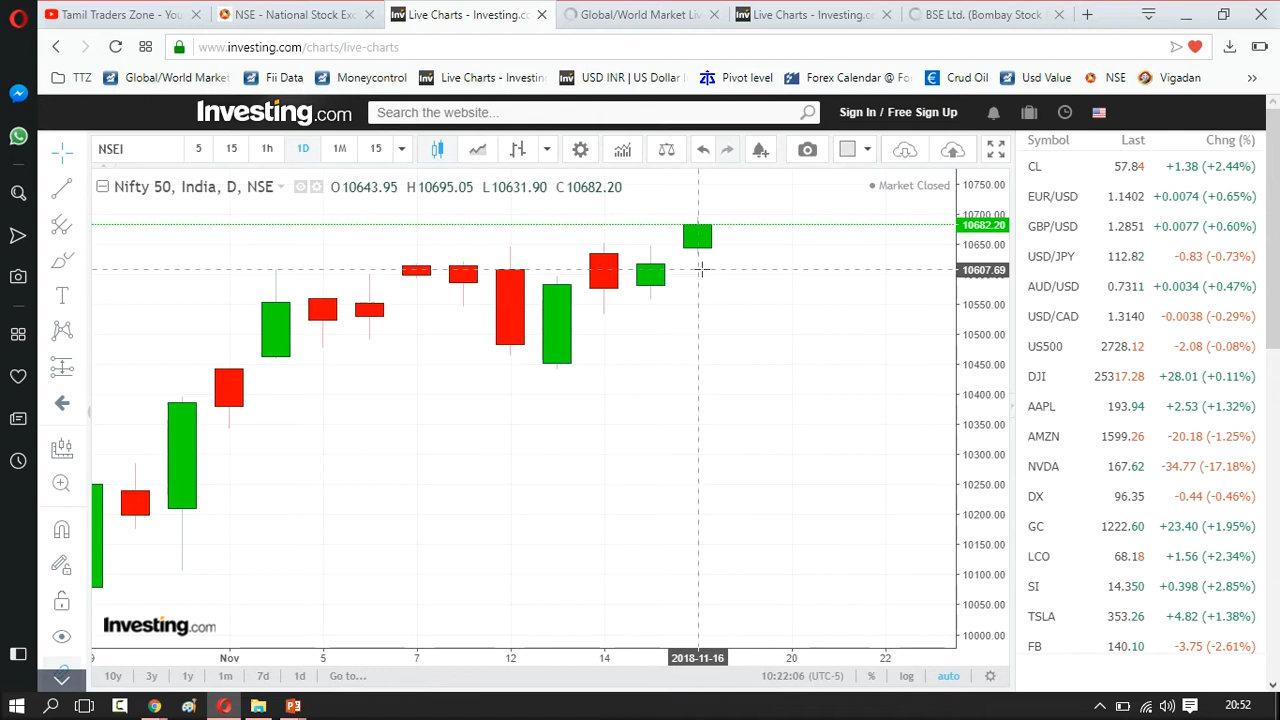 Tamil Traders Zone - You
NSE - National Stock Exc
Live Charts - Investing.co
Global/World Market Liv
Live Charts - Investing.co
BSE Ltd. (Bombay Stock
www.investing.com/charts/live-charts
TTZ
Global/World Market
Fii Data
Moneycontrol
Live Charts - Investing
USD INR | US Dollar I
Pivot level
Forex Calendar @ Fo
Crud Oil
Usd Value
NSE
Vigadan
Investing.com
Search the website...
Sign In / Free Sign Up
NSEI
5
15
1h
1D
1M
15
Nifty 50, India, D, NSE
O10643.95 H10695.05 L10631.90 C10682.20
Market Closed
10750.00
10700.00
10682.20
10650.00
10607.69
10550.00
10500.00
10450.00
10400.00
10350.00
10300.00
10250.00
10200.00
10150.00
10100.00
10050.00
10000.00
Investing.com
Nov
5
7
12
14
2018-11-16
20
22
10y
3y
1y
1m
7d
1d
Go to...
10:22:06 (UTC-5)
%
log
auto
Symbol Last Chng (%)
CL 57.84 +1.38 (+2.44%)
EUR/USD 1.1402 +0.0074 (+0.65%)
GBP/USD 1.2851 +0.0077 (+0.60%)
USD/JPY 112.82 -0.83 (-0.73%)
AUD/USD 0.7311 +0.0034 (+0.47%)
USD/CAD 1.3140 -0.0038 (-0.29%)
US500 2728.12 -2.08 (-0.08%)
DJI 25317.28 +28.01 (+0.11%)
AAPL 193.94 +2.53 (+1.32%)
AMZN 1599.26 -20.18 (-1.25%)
NVDA 167.62 -34.77 (-17.18%)
DX 96.35 -0.44 (-0.46%)
GC 1222.60 +23.40 (+1.95%)
LCO 68.18 +1.56 (+2.34%)
SI 14.350 +0.398 (+2.85%)
TSLA 353.26 +4.82 (+1.38%)
FB 140.10 -3.75 (-2.61%)
20:52